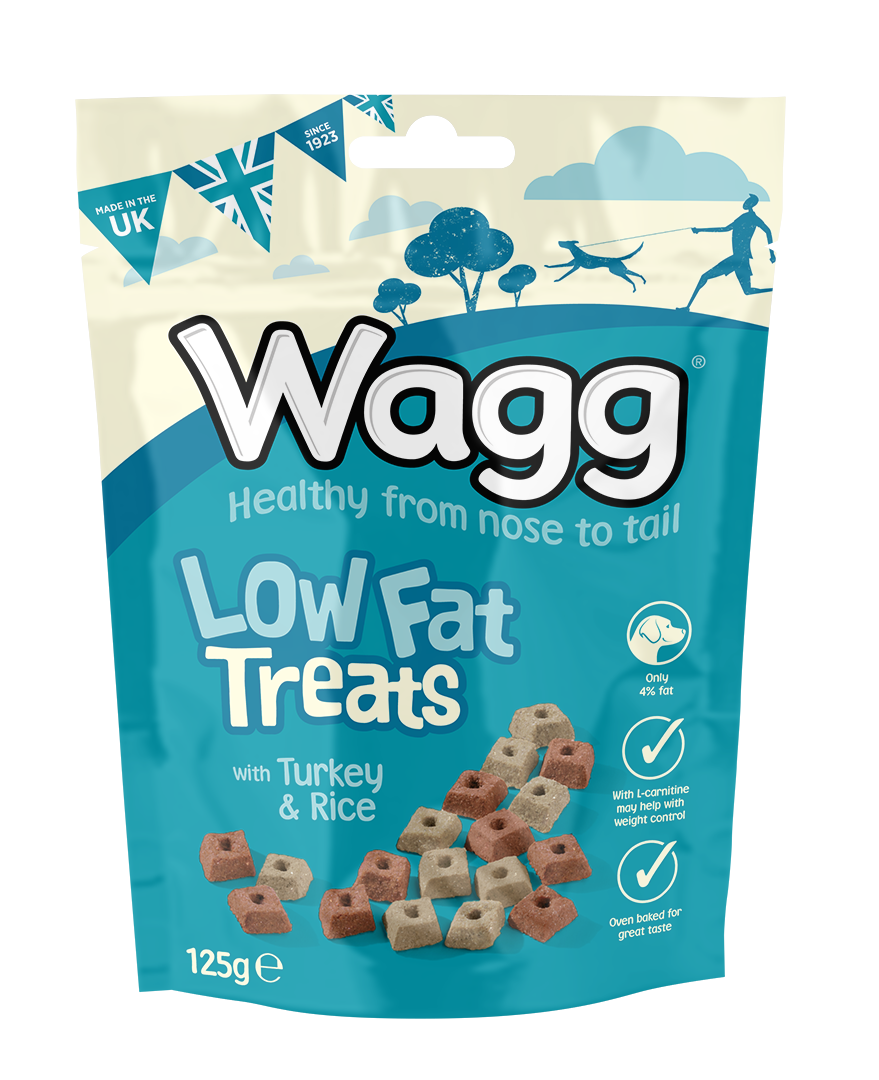 MADE IN THE
UK
SINCE
1923
Wagg®
Healthy from nose to tail
Low Fat
Treats
with Turkey
& Rice
Only
4% fat
With L-carnitine
may help with
weight control
Oven baked for
great taste
125g ℮